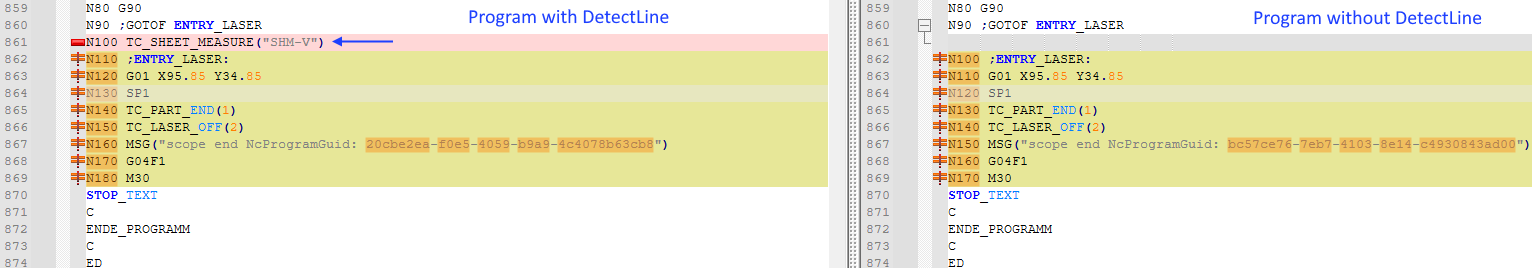 859 N80 G90
860 N90 ;GOTOF ENTRY_LASER
Program with DetectLine
861 N100 TC_SHEET_MEASURE("SHM-V")
862 N110 ;ENTRY_LASER:
863 N120 G01 X95.85 Y34.85
864 N130 SP1
865 N140 TC_PART_END(1)
866 N150 TC_LASER_OFF(2)
867 N160 MSG("scope end NcProgramGuid: 20cbe2ea-f0e5-4059-b9a9-4c4078b63cb8")
868 N170 G04F1
869 N180 M30
870 STOP_TEXT
871 C
872 ENDE_PROGRAMM
873 C
874 ED
859 N80 G90
860 N90 ;GOTOF ENTRY_LASER
Program without DetectLine
861
862 N100 ;ENTRY_LASER:
863 N110 G01 X95.85 Y34.85
864 N120 SP1
865 N130 TC_PART_END(1)
866 N140 TC_LASER_OFF(2)
867 N150 MSG("scope end NcProgramGuid: bc57ce76-7eb7-4103-8e14-c4930843ad00")
868 N160 G04F1
869 N170 M30
870 STOP_TEXT
871 C
872 ENDE_PROGRAMM
873 C
874 ED